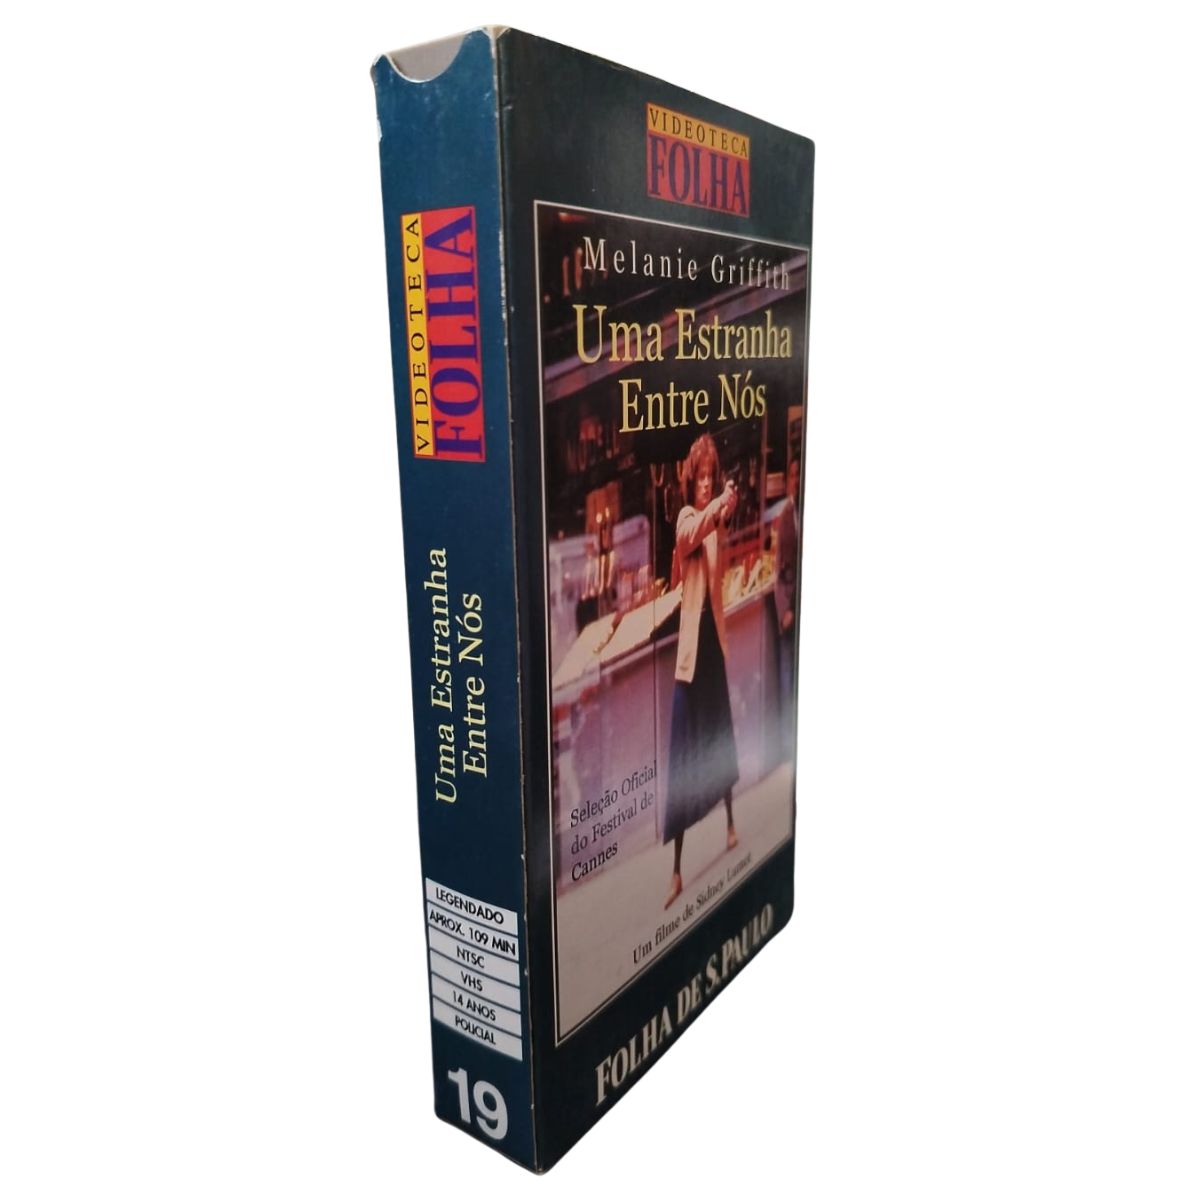 VIDEOTECA
FOLHA
Uma Estranha
Entre Nós
LEGENDADO
APROX. 109 MIN
NTSC
VHS
14 ANOS
POLICIAL
19
VIDEOTECA
FOLHA
Melanie Griffith
Uma Estranha
Entre Nós
Seleção Oficial
do Festival de
Cannes
Um filme de Sidney Lumet
FOLHA DE S.PAULO